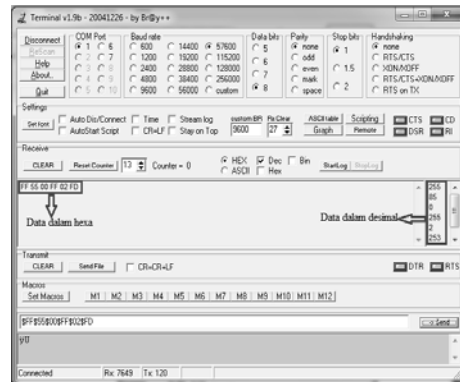 Terminal v1.9b - 20041226 - by Br@y++
Disconnect
ReScan
Help
About..
Quit
COM Port
1 6
2 7
3 8
4 9
5 10
Baud rate
600 14400 57600
1200 19200 115200
2400 28800 128000
4800 38400 256000
9600 56000 custom
Data bits
5
6
7
8
Parity
none
odd
even
mark
space
Stop bits
1
1.5
2
Handshaking
none
RTS/CTS
XON/XOFF
RTS/CTS+XON/XOFF
RTS on TX
Settings
Set font
Auto Dis/Connect Time Stream log
AutoStart Script CR=LF Stay on Top
custom BR Rx Clear
9600 27
ASCII table Scripting
Graph Remote
CTS CD
DSR RI
Receive
CLEAR Reset Counter 13 Counter = 0
HEX Dec Bin
ASCII Hex
StartLog StopLog
FF 55 00 FF 02 FD
Data dalam hexa
Data dalam desimal
255
85
0
255
2
253
Transmit
CLEAR Send File CR=CR+LF
DTR RTS
Macros
Set Macros M1 M2 M3 M4 M5 M6 M7 M8 M9 M10 M11 M12
$FF$55$00$FF$02$FD
Send
ÿU
Connected Rx: 7649 Tx: 120